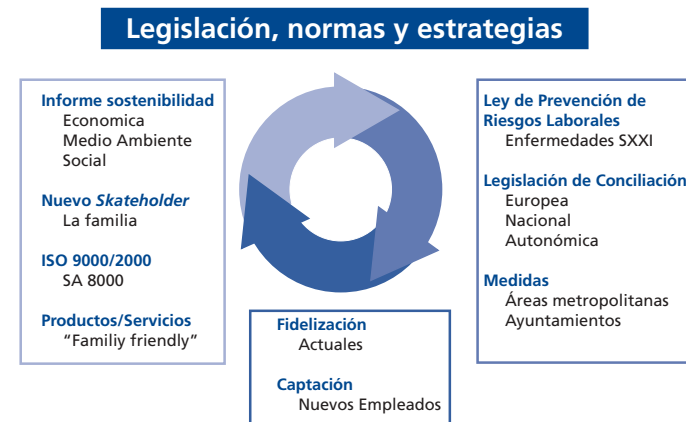 Legislación, normas y estrategias
Informe sostenibilidad
Economica
Medio Ambiente
Social
Nuevo Skateholder
La familia
ISO 9000/2000
SA 8000
Productos/Servicios
“Familiy friendly”
Fidelización
Actuales
Captación
Nuevos Empleados
Ley de Prevención de
Riesgos Laborales
Enfermedades SXXI
Legislación de Conciliación
Europea
Nacional
Autonómica
Medidas
Áreas metropolitanas
Ayuntamientos